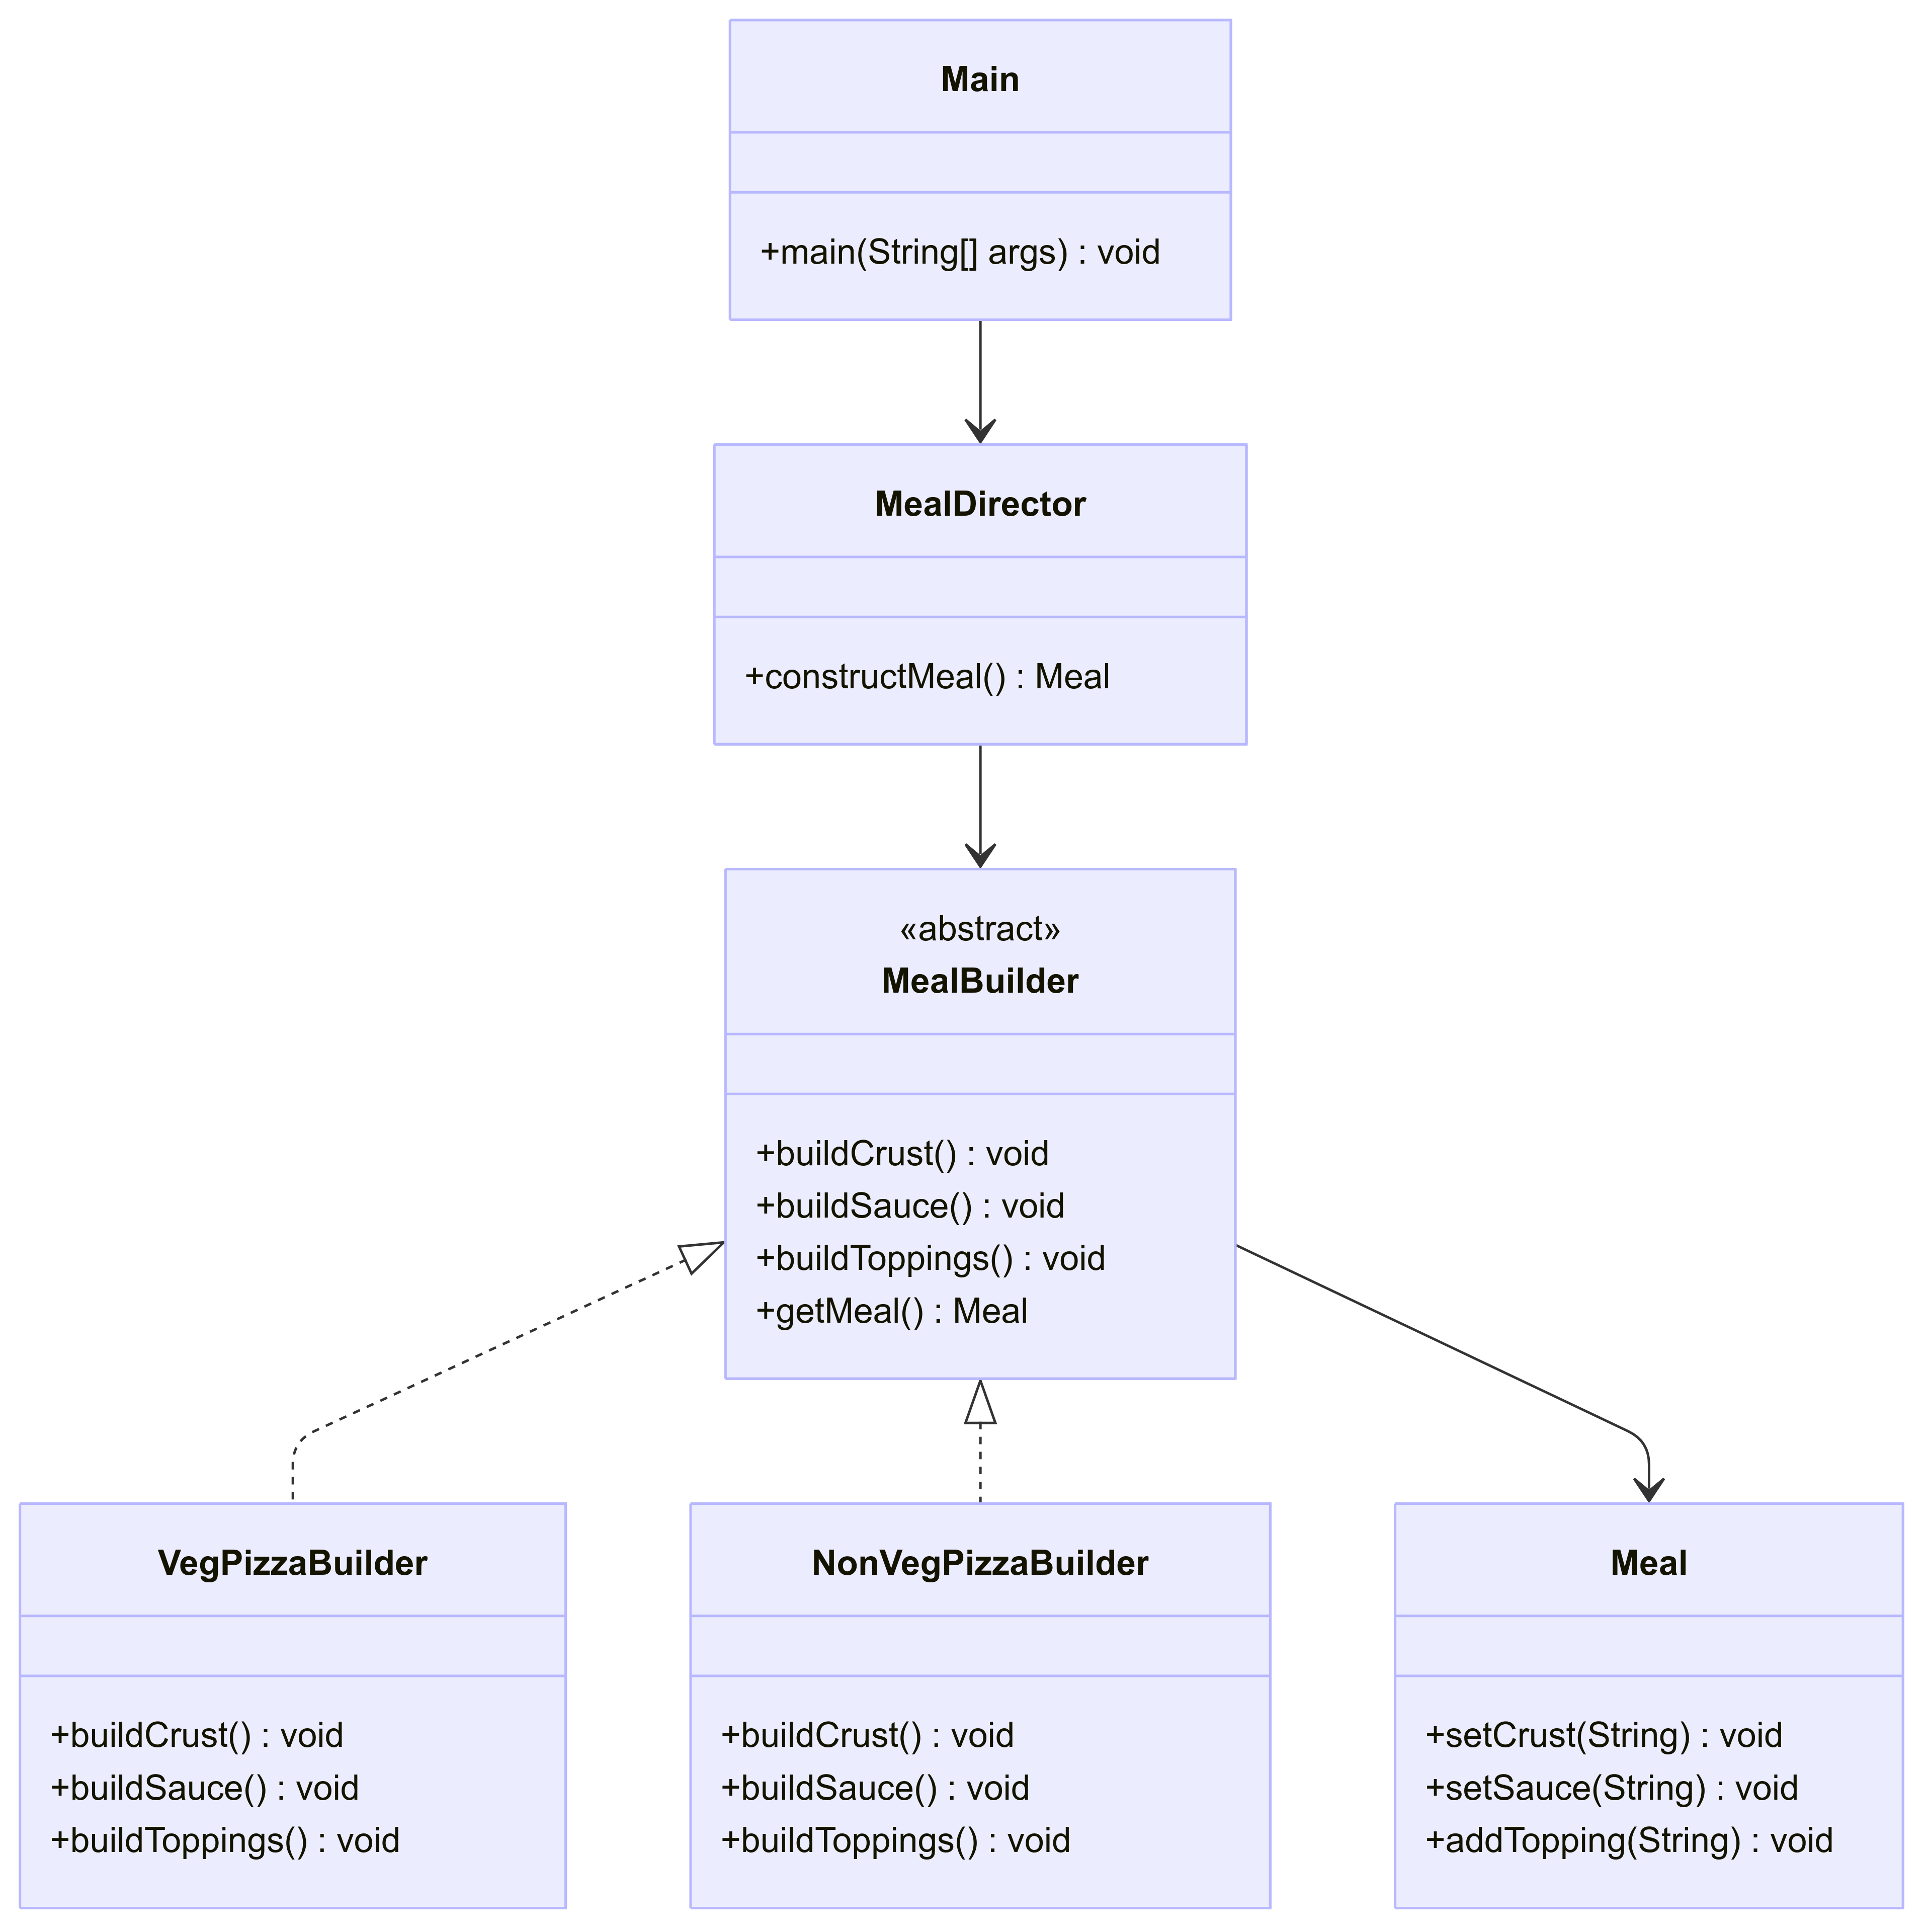 Main
+main(String[] args) : void
MealDirector
+constructMeal() : Meal
«abstract»
MealBuilder
+buildCrust() : void
+buildSauce() : void
+buildToppings() : void
+getMeal() : Meal
VegPizzaBuilder
+buildCrust() : void
+buildSauce() : void
+buildToppings() : void
NonVegPizzaBuilder
+buildCrust() : void
+buildSauce() : void
+buildToppings() : void
Meal
+setCrust(String) : void
+setSauce(String) : void
+addTopping(String) : void